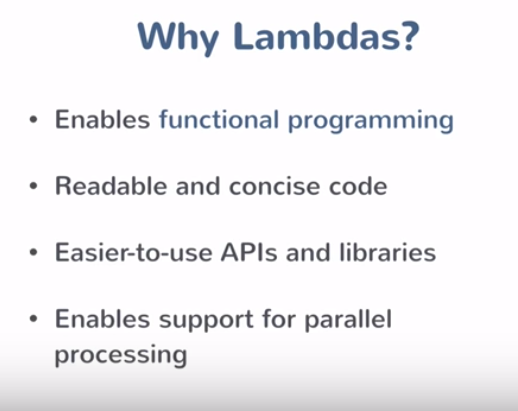 Why Lambdas?
• Enables functional programming
• Readable and concise code
• Easier-to-use APIs and libraries
• Enables support for parallel
processing